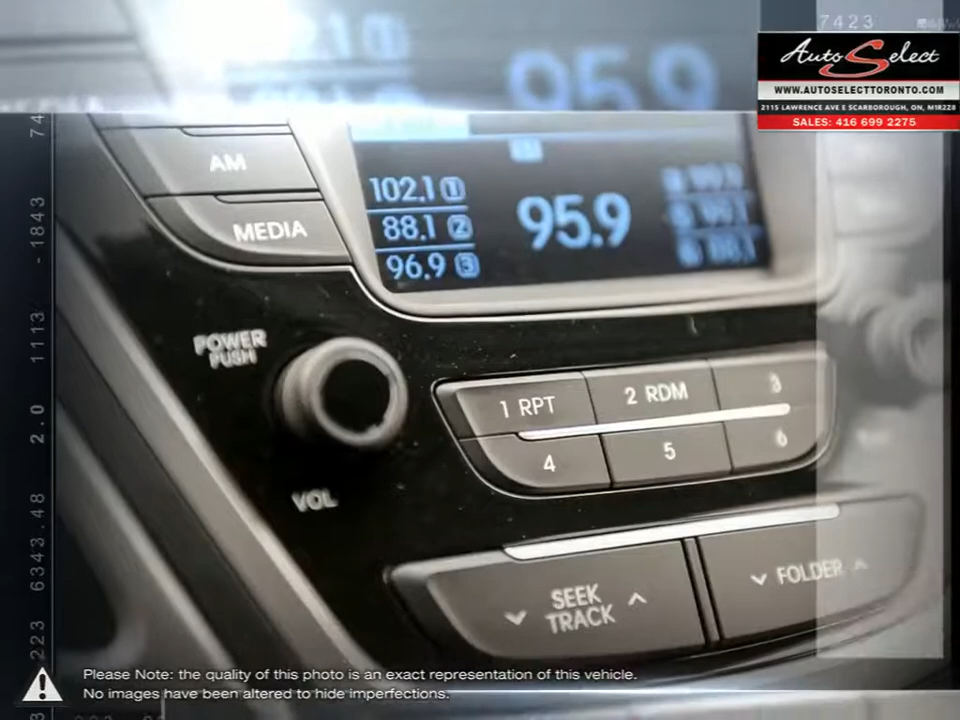 7423
Auto Select
WWW.AUTOSELECTTORONTO.COM
2115 LAWRENCE AVE E SCARBOROUGH, ON, M1R2Z8
SALES: 416 699 2275
95.9
AM
MEDIA
102.1 1
88.1 2
96.9 3
95.9
POWER
PUSH
VOL
1 RPT
2 RDM
3
4
5
6
SEEK
TRACK
FOLDER
1113 - 1843
223 6343.48 2.0
Please Note: the quality of this photo is an exact representation of this vehicle.
No images have been altered to hide imperfections.